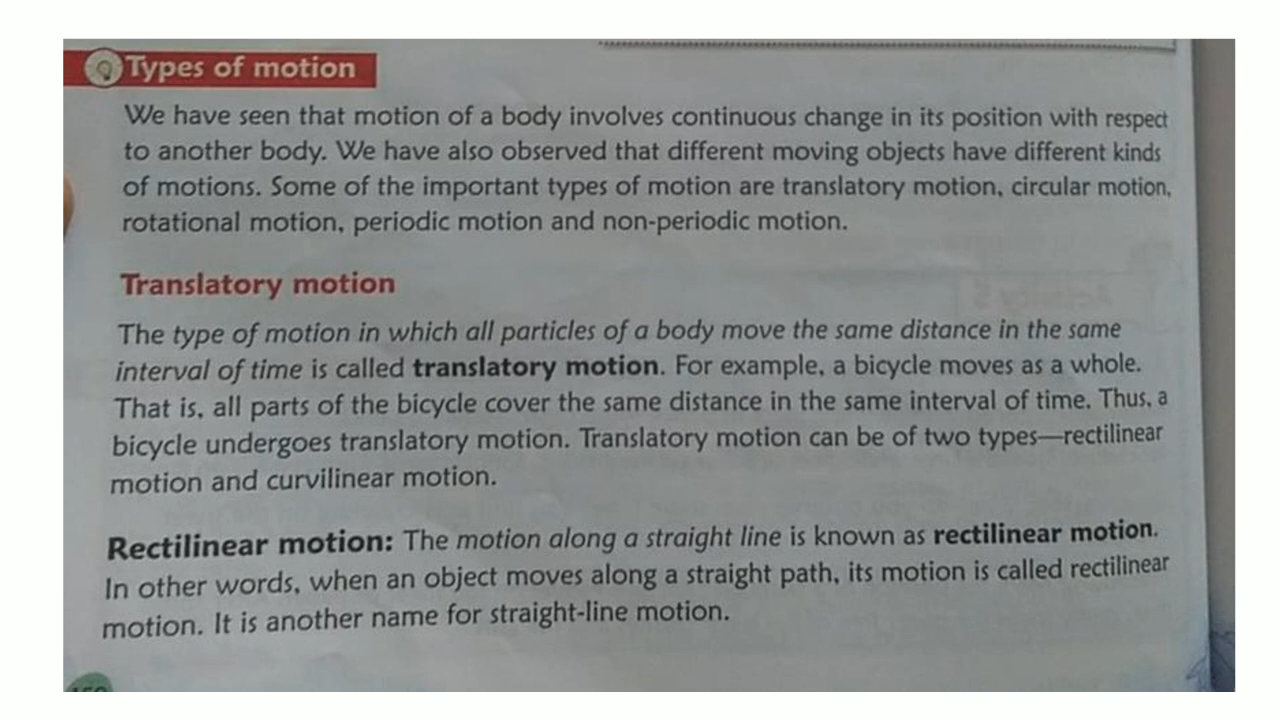 Types of motion
We have seen that motion of a body involves continuous change in its position with respect
to another body. We have also observed that different moving objects have different kinds
of motions. Some of the important types of motion are translatory motion, circular motion,
rotational motion, periodic motion and non-periodic motion.
Translatory motion
The type of motion in which all particles of a body move the same distance in the same
interval of time is called translatory motion. For example, a bicycle moves as a whole.
That is, all parts of the bicycle cover the same distance in the same interval of time. Thus, a
bicycle undergoes translatory motion. Translatory motion can be of two types—rectilinear
motion and curvilinear motion.
Rectilinear motion: The motion along a straight line is known as rectilinear motion.
In other words, when an object moves along a straight path, its motion is called rectilinear
motion. It is another name for straight-line motion.